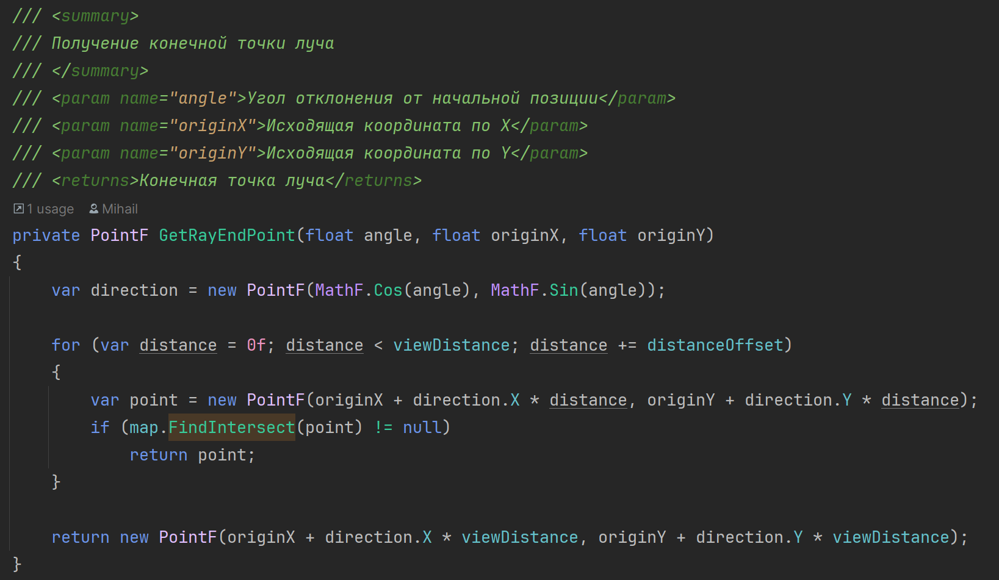 /// <summary>
/// Получение конечной точки луча
/// </summary>
/// <param name="angle">Угол отклонения от начальной позиции</param>
/// <param name="originX">Исходящая координата по X</param>
/// <param name="originY">Исходящая координата по Y</param>
/// <returns>Конечная точка луча</returns>
1 usage Mihail
private PointF GetRayEndPoint(float angle, float originX, float originY)
{
    var direction = new PointF(MathF.Cos(angle), MathF.Sin(angle));
    for (var distance = 0f; distance < viewDistance; distance += distanceOffset)
    {
        var point = new PointF(originX + direction.X * distance, originY + direction.Y * distance);
        if (map.FindIntersect(point) != null)
            return point;
    }
    return new PointF(originX + direction.X * viewDistance, originY + direction.Y * viewDistance);
}